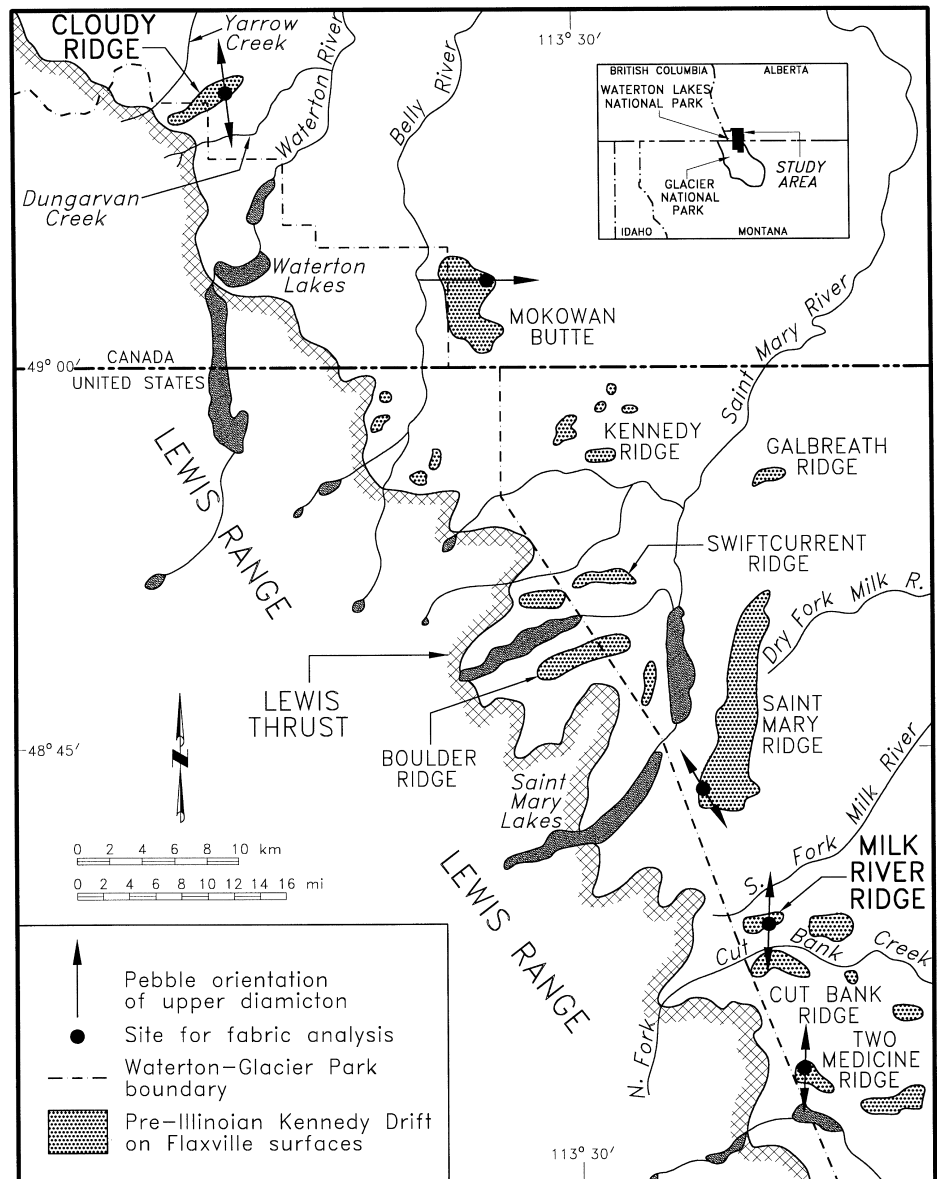 CLOUDY
RIDGE
Yarrow
Creek
Waterton River
Belly River
113° 30′
BRITISH COLUMBIA
ALBERTA
WATERTON LAKES
NATIONAL PARK
STUDY
AREA
GLACIER
NATIONAL
PARK
IDAHO
MONTANA
Dungarvan
Creek
Waterton
Lakes
MOKOWAN
BUTTE
Saint Mary River
49° 00′
CANADA
UNITED STATES
KENNEDY
RIDGE
GALBREATH
RIDGE
LEWIS RANGE
SWIFTCURRENT
RIDGE
Dry Fork Milk R.
LEWIS
THRUST
SAINT
MARY
RIDGE
48° 45′
BOULDER
RIDGE
Saint
Mary
Lakes
N
S. Fork Milk River
MILK
RIVER
RIDGE
0 2 4 6 8 10 km
0 2 4 6 8 10 12 14 16 mi
LEWIS RANGE
Cut Bank Creek
N. Fork
CUT BANK
RIDGE
TWO
MEDICINE
RIDGE
Pebble orientation
of upper diamicton
Site for fabric analysis
Waterton–Glacier Park
boundary
Pre–Illinoian Kennedy Drift
on Flaxville surfaces
113° 30′